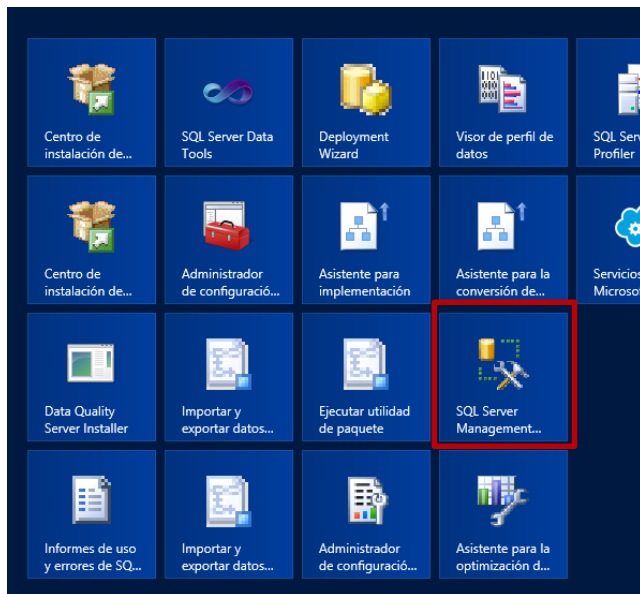 Centro de
instalación de...
SQL Server Data
Tools
Deployment
Wizard
Visor de perfil de
datos
SQL Serv
Profiler
Centro de
instalación de...
Administrador
de configuració...
Asistente para
implementación
Asistente para la
conversión de...
Servicios
Microsof
Data Quality
Server Installer
Importar y
exportar datos...
Ejecutar utilidad
de paquete
SQL Server
Management...
Informes de uso
y errores de SQ...
Importar y
exportar datos...
Administrador
de configuració...
Asistente para la
optimización d...